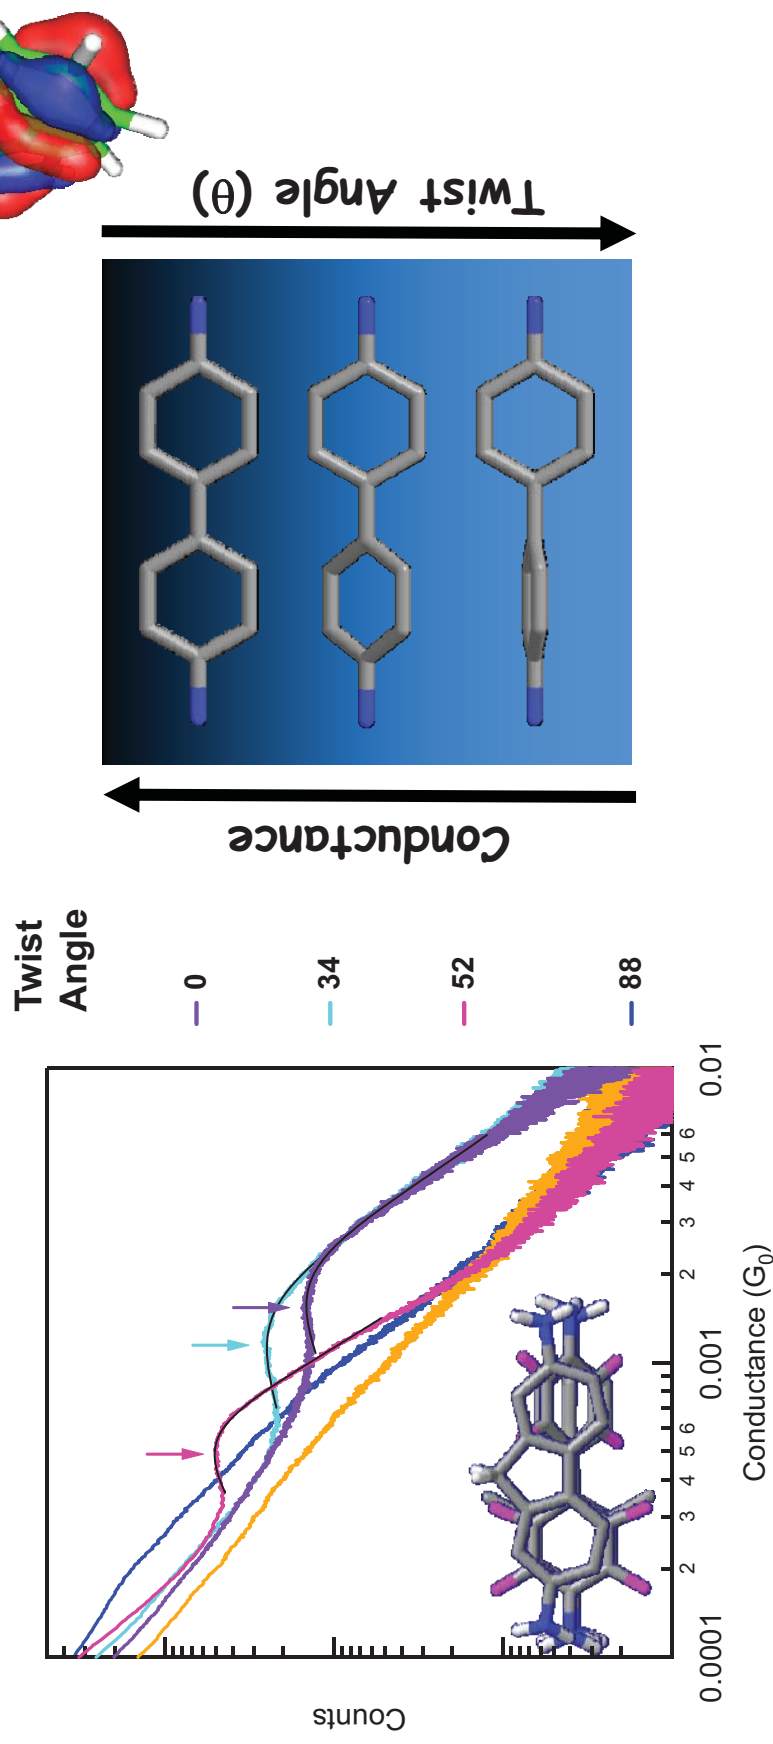 Twist
Angle
0
34
52
88
Counts
0.0001
2
3
4
5
6
0.001
2
3
4
5
6
0.01
Conductance (G₀)
Conductance
Twist Angle (θ)